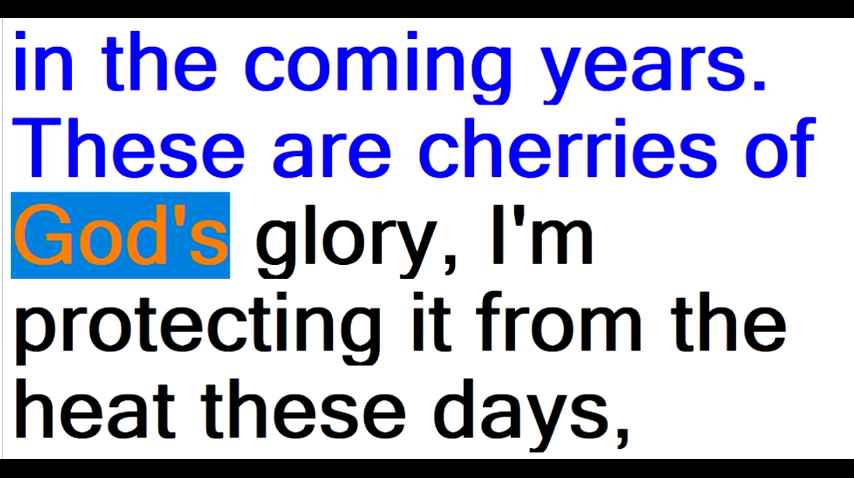 in the coming years.
These are cherries of
God's glory, I'm
protecting it from the
heat these days,